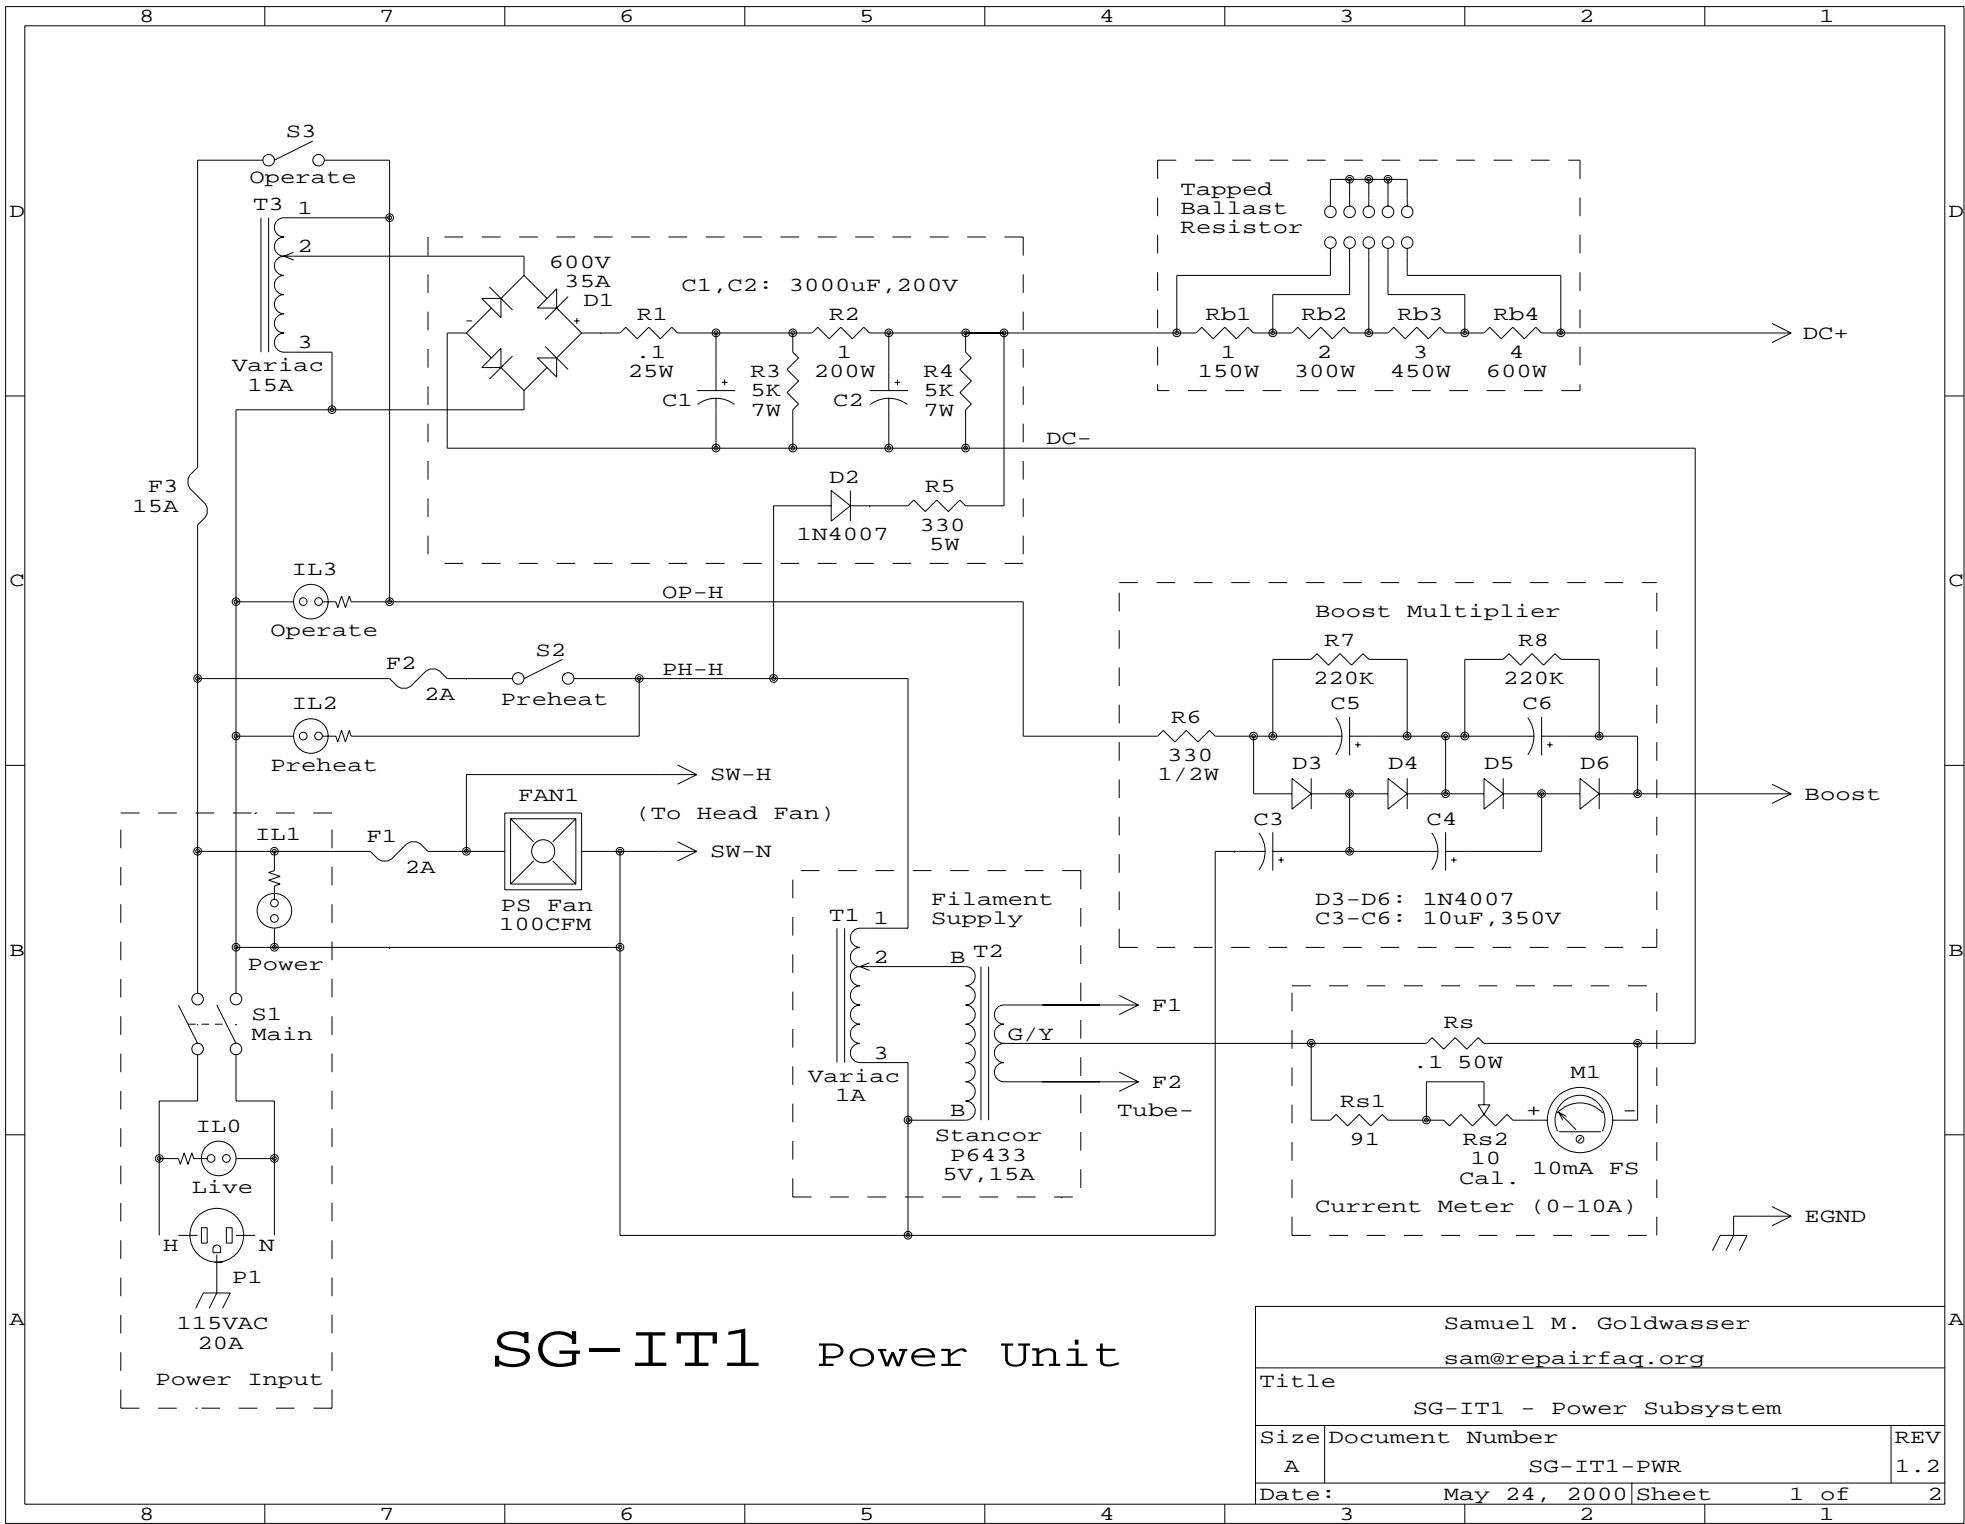 8 7 6 5 4 3 2 1
D
C
B
A
D
C
B
A
S3
Operate
T3
1
2
3
Variac
15A
600V
35A
D1
-
+
C1,C2: 3000uF,200V
R1
.1
25W
R2
1
200W
R3
5K
7W
R4
5K
7W
C1
+
C2
+
DC-
D2
1N4007
R5
330
5W
Tapped
Ballast
Resistor
Rb1
1
150W
Rb2
2
300W
Rb3
3
450W
Rb4
4
600W
DC+
F3
15A
IL3
Operate
OP-H
F2
2A
S2
Preheat
PH-H
IL2
Preheat
SW-H
(To Head Fan)
SW-N
FAN1
PS Fan
100CFM
F1
2A
IL1
Power
S1
Main
IL0
Live
H
N
P1
115VAC
20A
Power Input
Boost Multiplier
R7
220K
C5
+
R8
220K
C6
+
R6
330
1/2W
D3
D4
D5
D6
C3
+
C4
+
Boost
D3-D6: 1N4007
C3-C6: 10uF,350V
Filament
Supply
T1
1
2
3
Variac
1A
B
T2
B
G/Y
Stancor
P6433
5V,15A
F1
F2
Tube-
Rs
.1 50W
Rs1
91
Rs2
10
Cal.
M1
+
-
10mA FS
Current Meter (0-10A)
EGND
SG-IT1 Power Unit
Samuel M. Goldwasser
sam@repairfaq.org
Title
SG-IT1 - Power Subsystem
Size Document Number REV
A SG-IT1-PWR 1.2
Date: May 24, 2000 Sheet 1 of 2
8 7 6 5 4 3 2 1